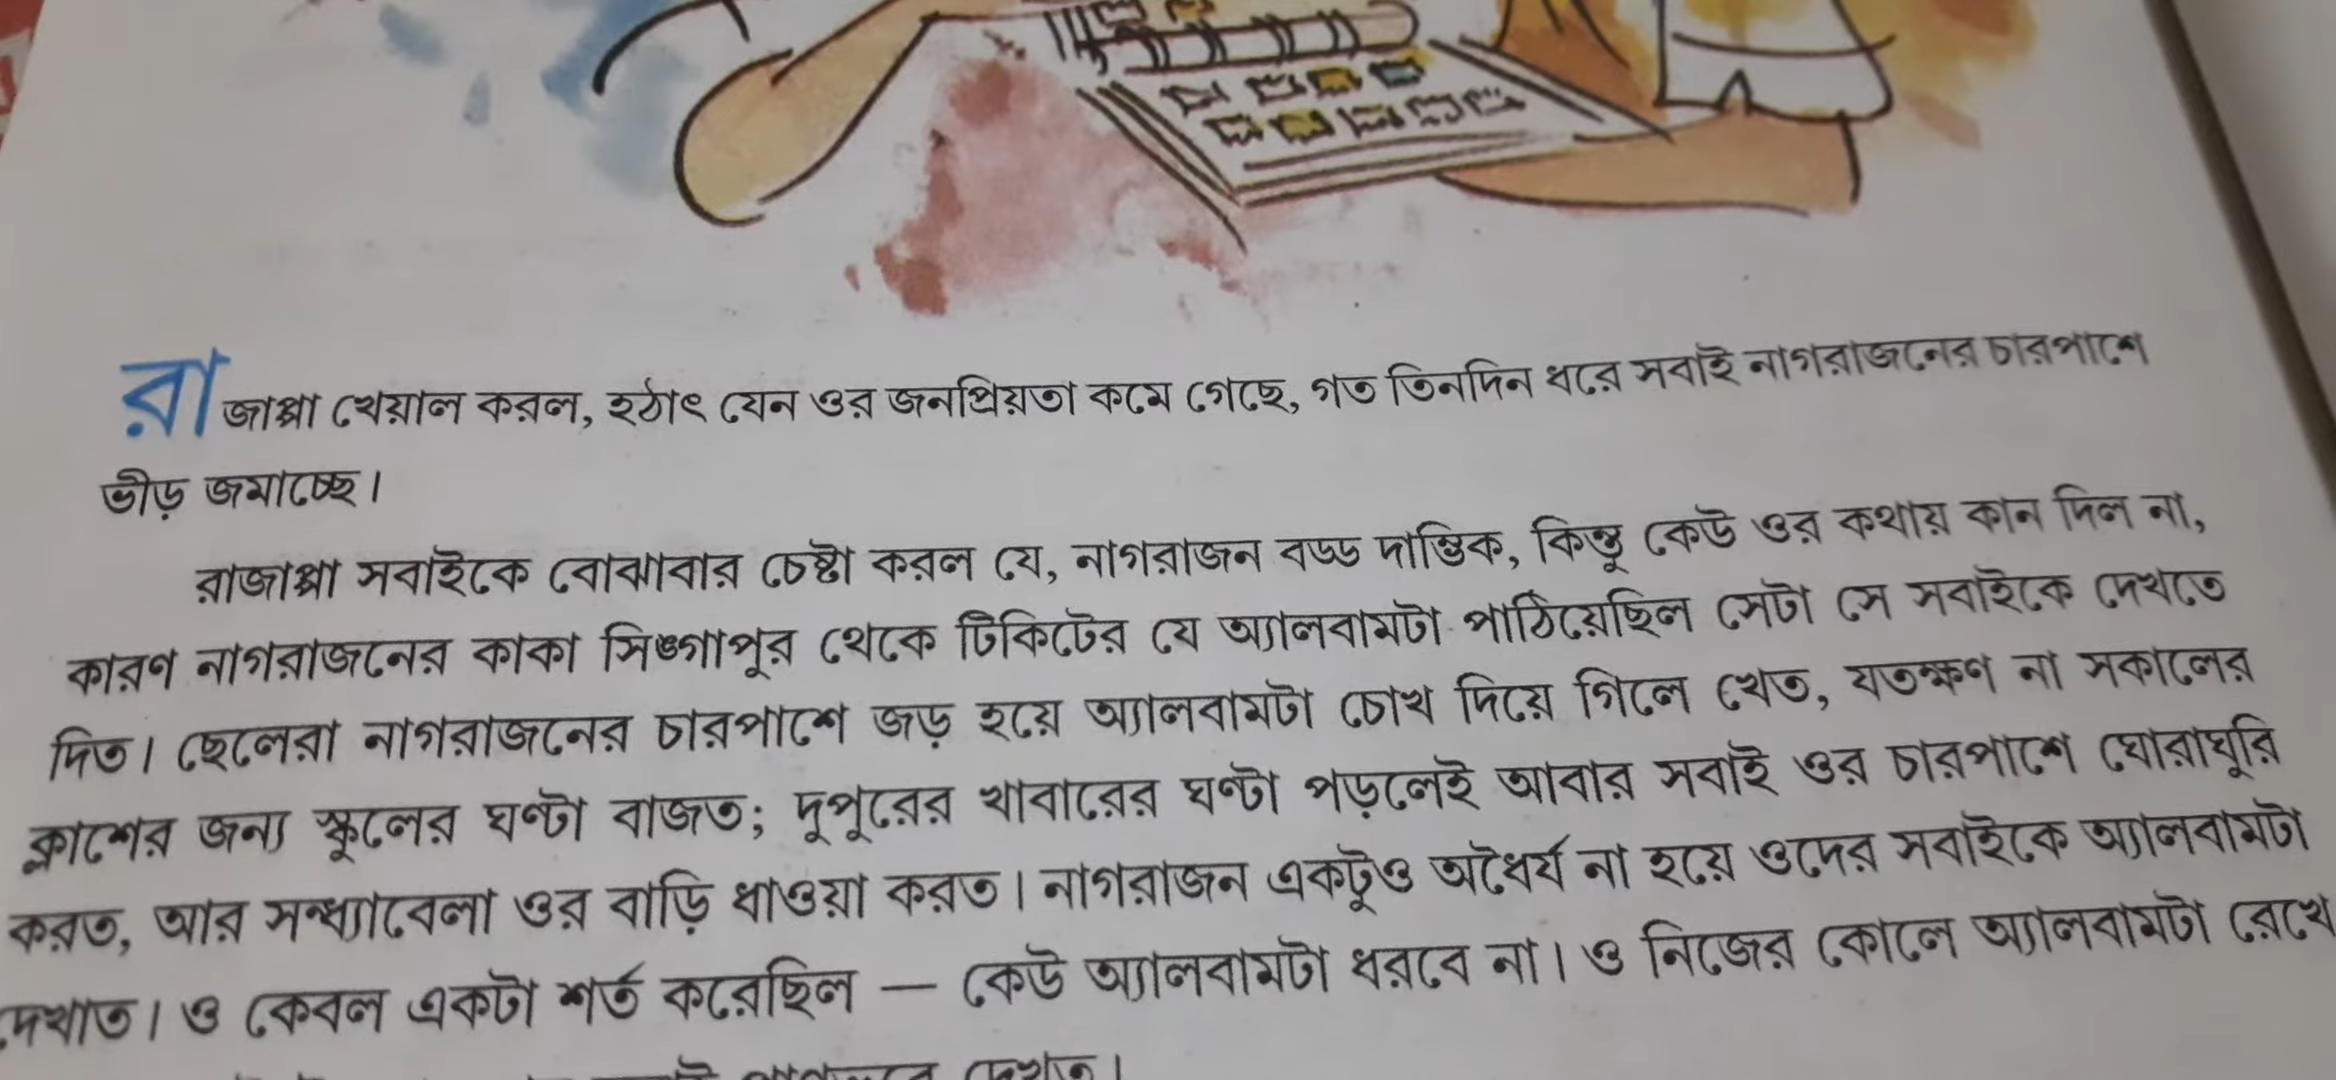 রাজাপ্পা খেয়াল করল, হঠাৎ যেন ওর জনপ্রিয়তা কমে গেছে, গত তিনদিন ধরে সবাই নাগরাজনের চারপাশে
ভীড় জমাচ্ছে।
রাজাপ্পা সবাইকে বোঝাবার চেষ্টা করল যে, নাগরাজন বড্ড দাম্ভিক, কিন্তু কেউ ওর কথায় কান দিল না,
কারণ নাগরাজনের কাকা সিঙ্গাপুর থেকে টিকিটের যে অ্যালবামটা পাঠিয়েছিল সেটা সে সবাইকে দেখতে
দিত। ছেলেরা নাগরাজনের চারপাশে জড় হয়ে অ্যালবামটা চোখ দিয়ে গিলে খেত, যতক্ষণ না সকালের
ক্লাশের জন্য স্কুলের ঘণ্টা বাজত; দুপুরের খাবারের ঘণ্টা পড়লেই আবার সবাই ওর চারপাশে ঘোরাঘুরি
করত, আর সন্ধ্যাবেলা ওর বাড়ি ধাওয়া করত। নাগরাজন একটুও অধৈর্য না হয়ে ওদের সবাইকে অ্যালবামটা
দেখাত। ও কেবল একটা শর্ত করেছিল — কেউ অ্যালবামটা ধরবে না। ও নিজের কোলে অ্যালবামটা রেখে
দেখাত।